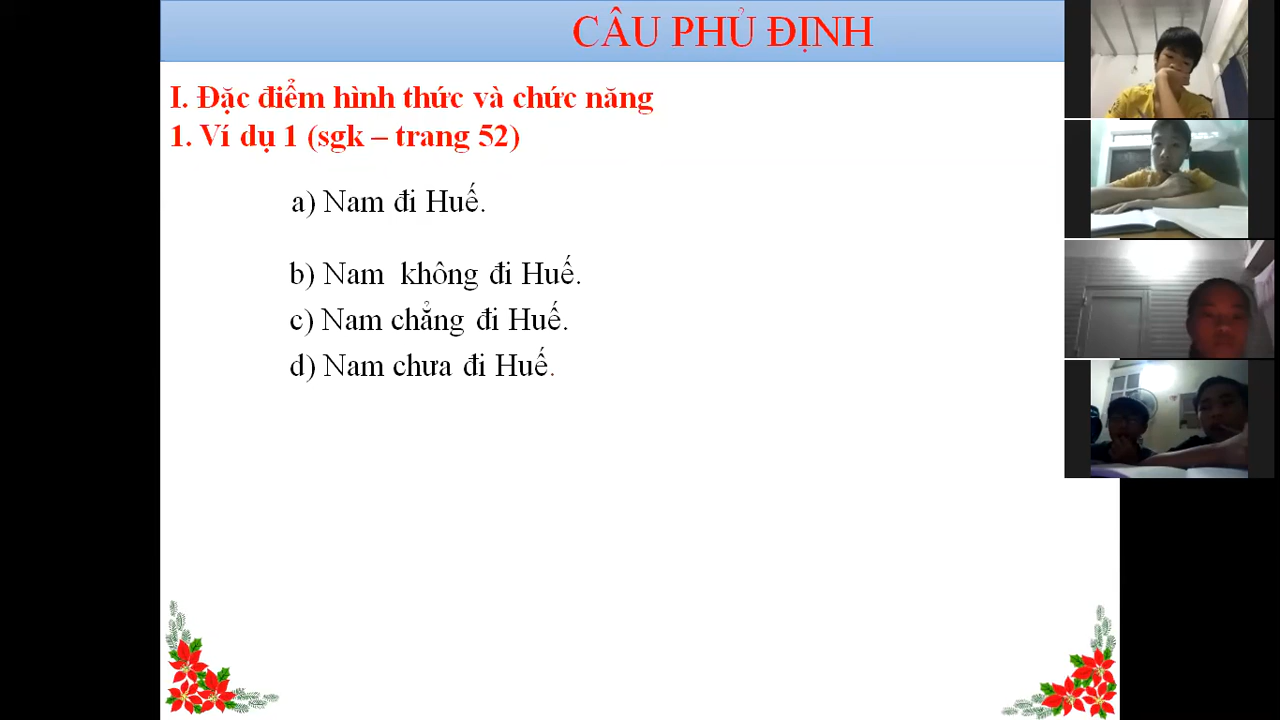 CÂU PHỦ ĐỊNH
I. Đặc điểm hình thức và chức năng
1. Ví dụ 1 (sgk – trang 52)
a) Nam đi Huế.
b) Nam không đi Huế.
c) Nam chẳng đi Huế.
d) Nam chưa đi Huế.